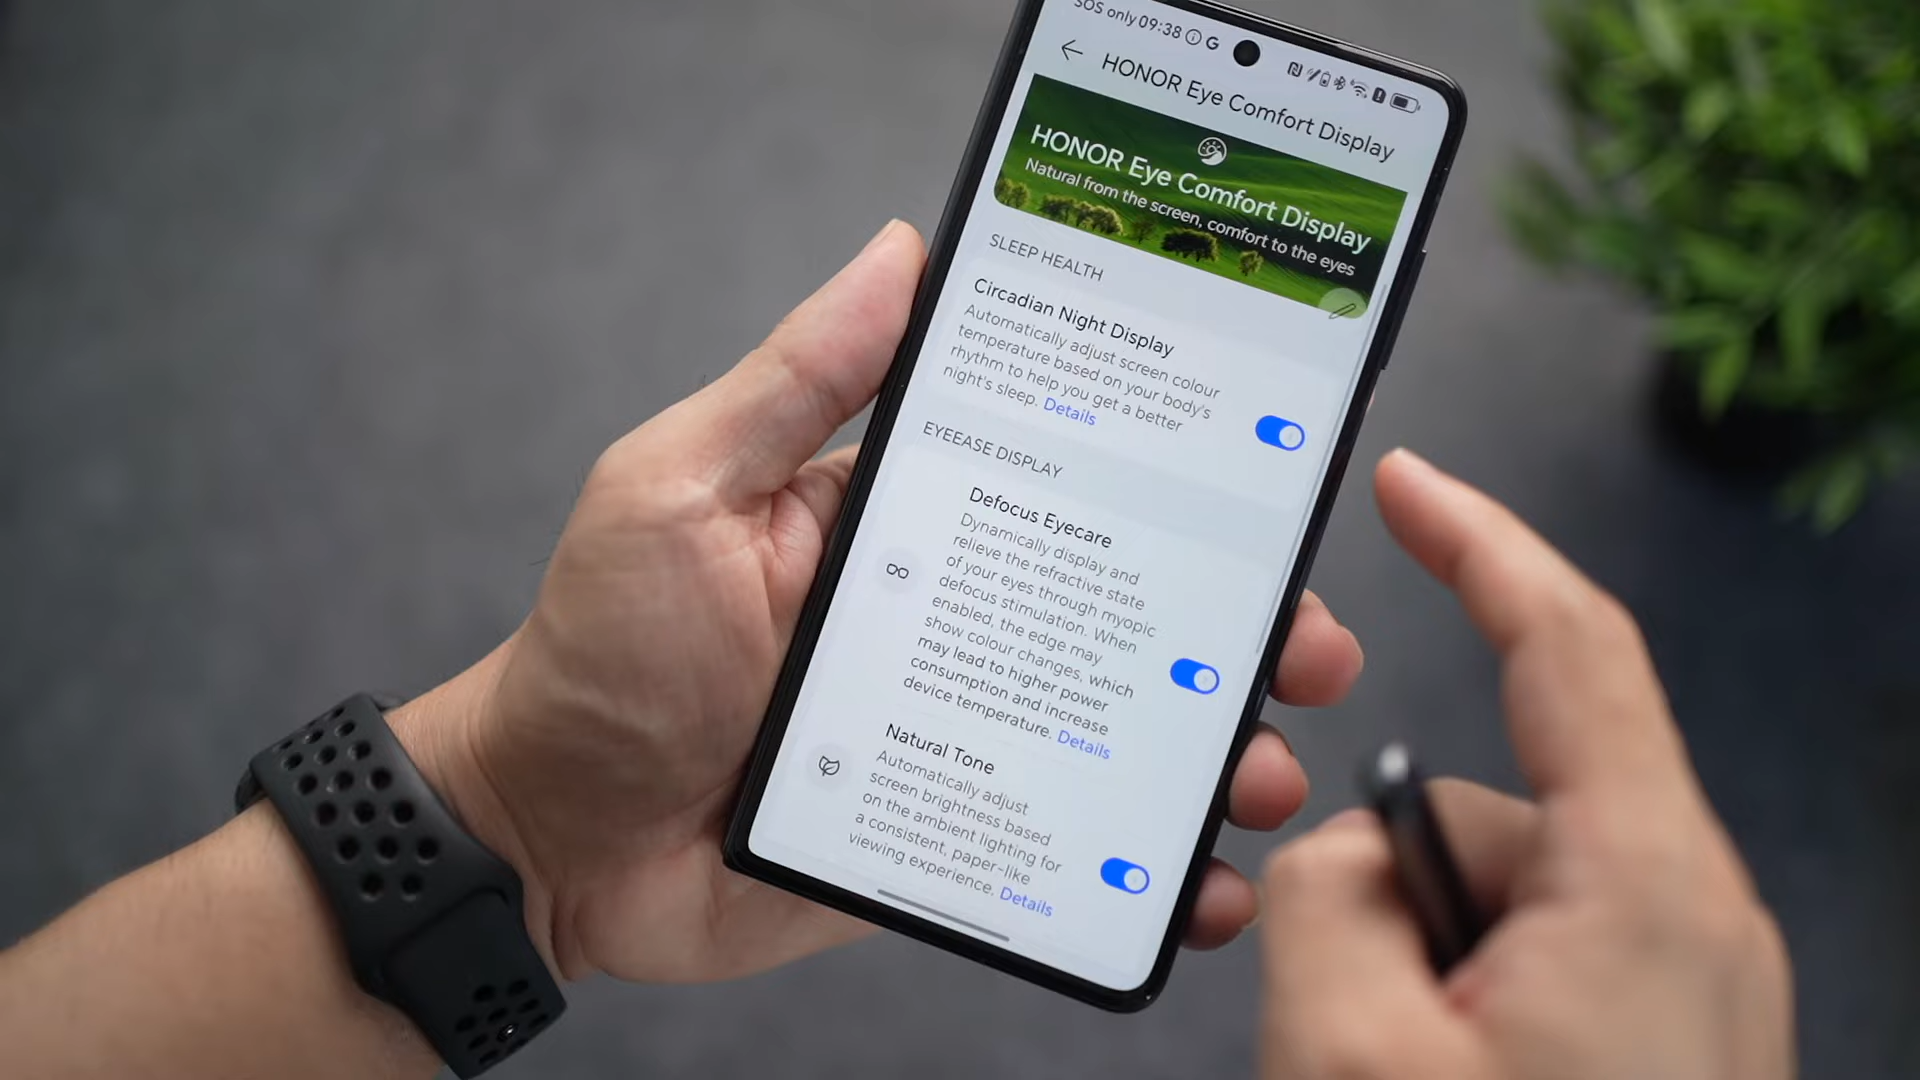 SOS only 09:38
HONOR Eye Comfort Display
HONOR Eye Comfort Display
Natural from the screen, comfort to the eyes
SLEEP HEALTH
Circadian Night Display
Automatically adjust screen colour
temperature based on your body's
rhythm to help you get a better
night's sleep. Details
EYEEASE DISPLAY
Defocus Eyecare
Dynamically display and
relieve the refractive state
of your eyes through myopic
defocus stimulation. When
enabled, the edge may
show colour changes, which
may lead to higher power
consumption and increase
device temperature. Details
Natural Tone
Automatically adjust
screen brightness based
on the ambient lighting for
a consistent, paper-like
viewing experience. Details